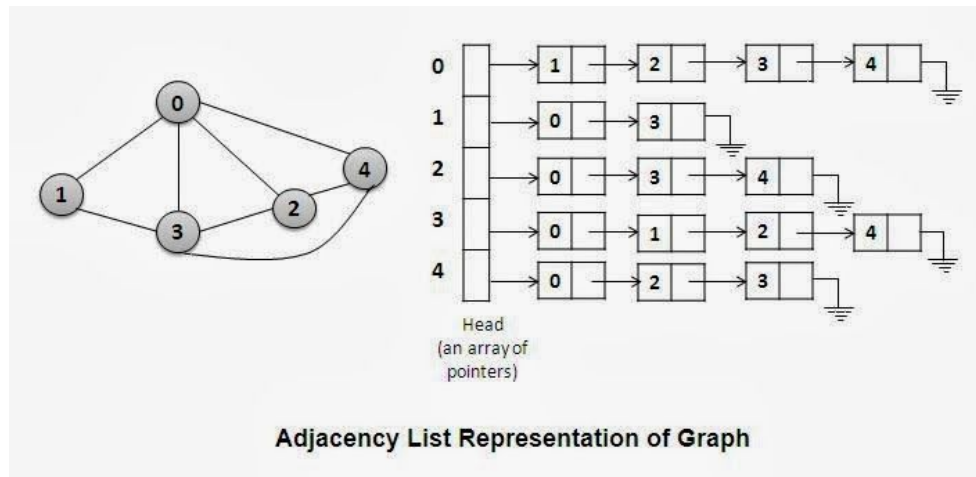 0
1
4
2
3
0 1 2 3 4
1 0 3
2 0 3 4
3 0 1 2 4
4 0 2 3
Head
(an array of
pointers)
Adjacency List Representation of Graph